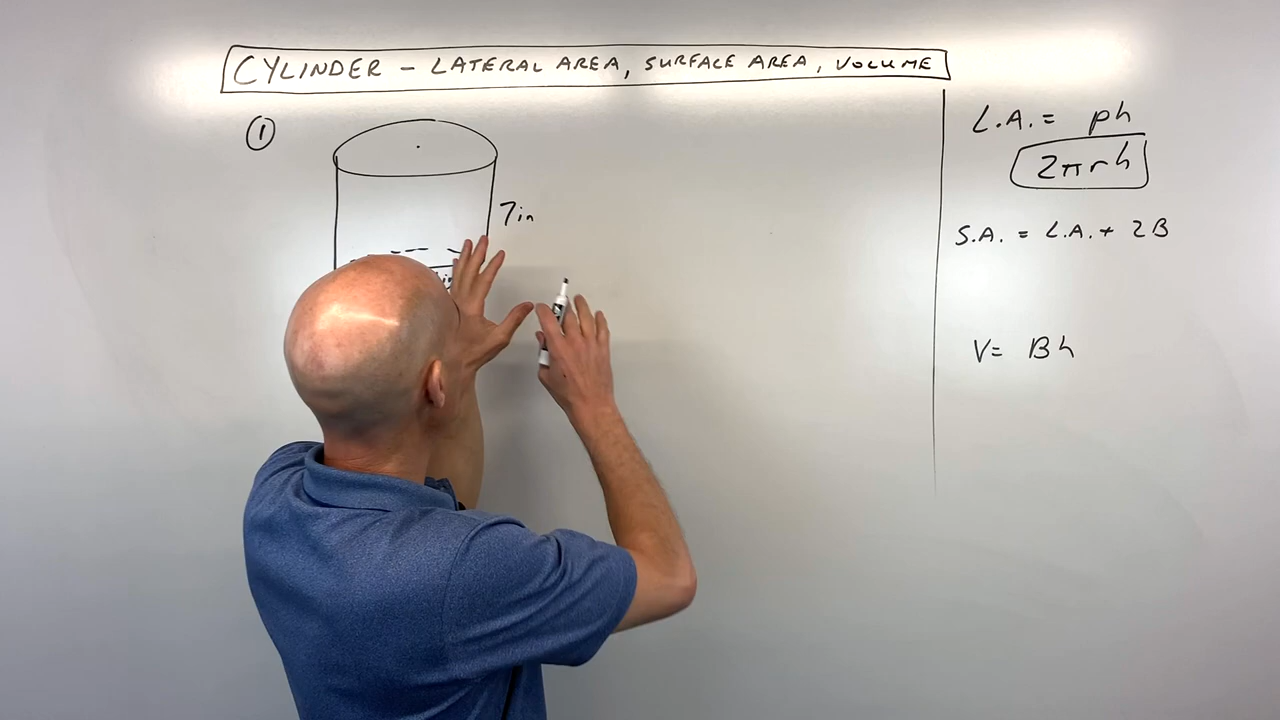 CYLINDER - LATERAL AREA, SURFACE AREA, VOLUME
①
7in
L.A. = ph
2πrh
S.A. = L.A. + 2B
V= Bh